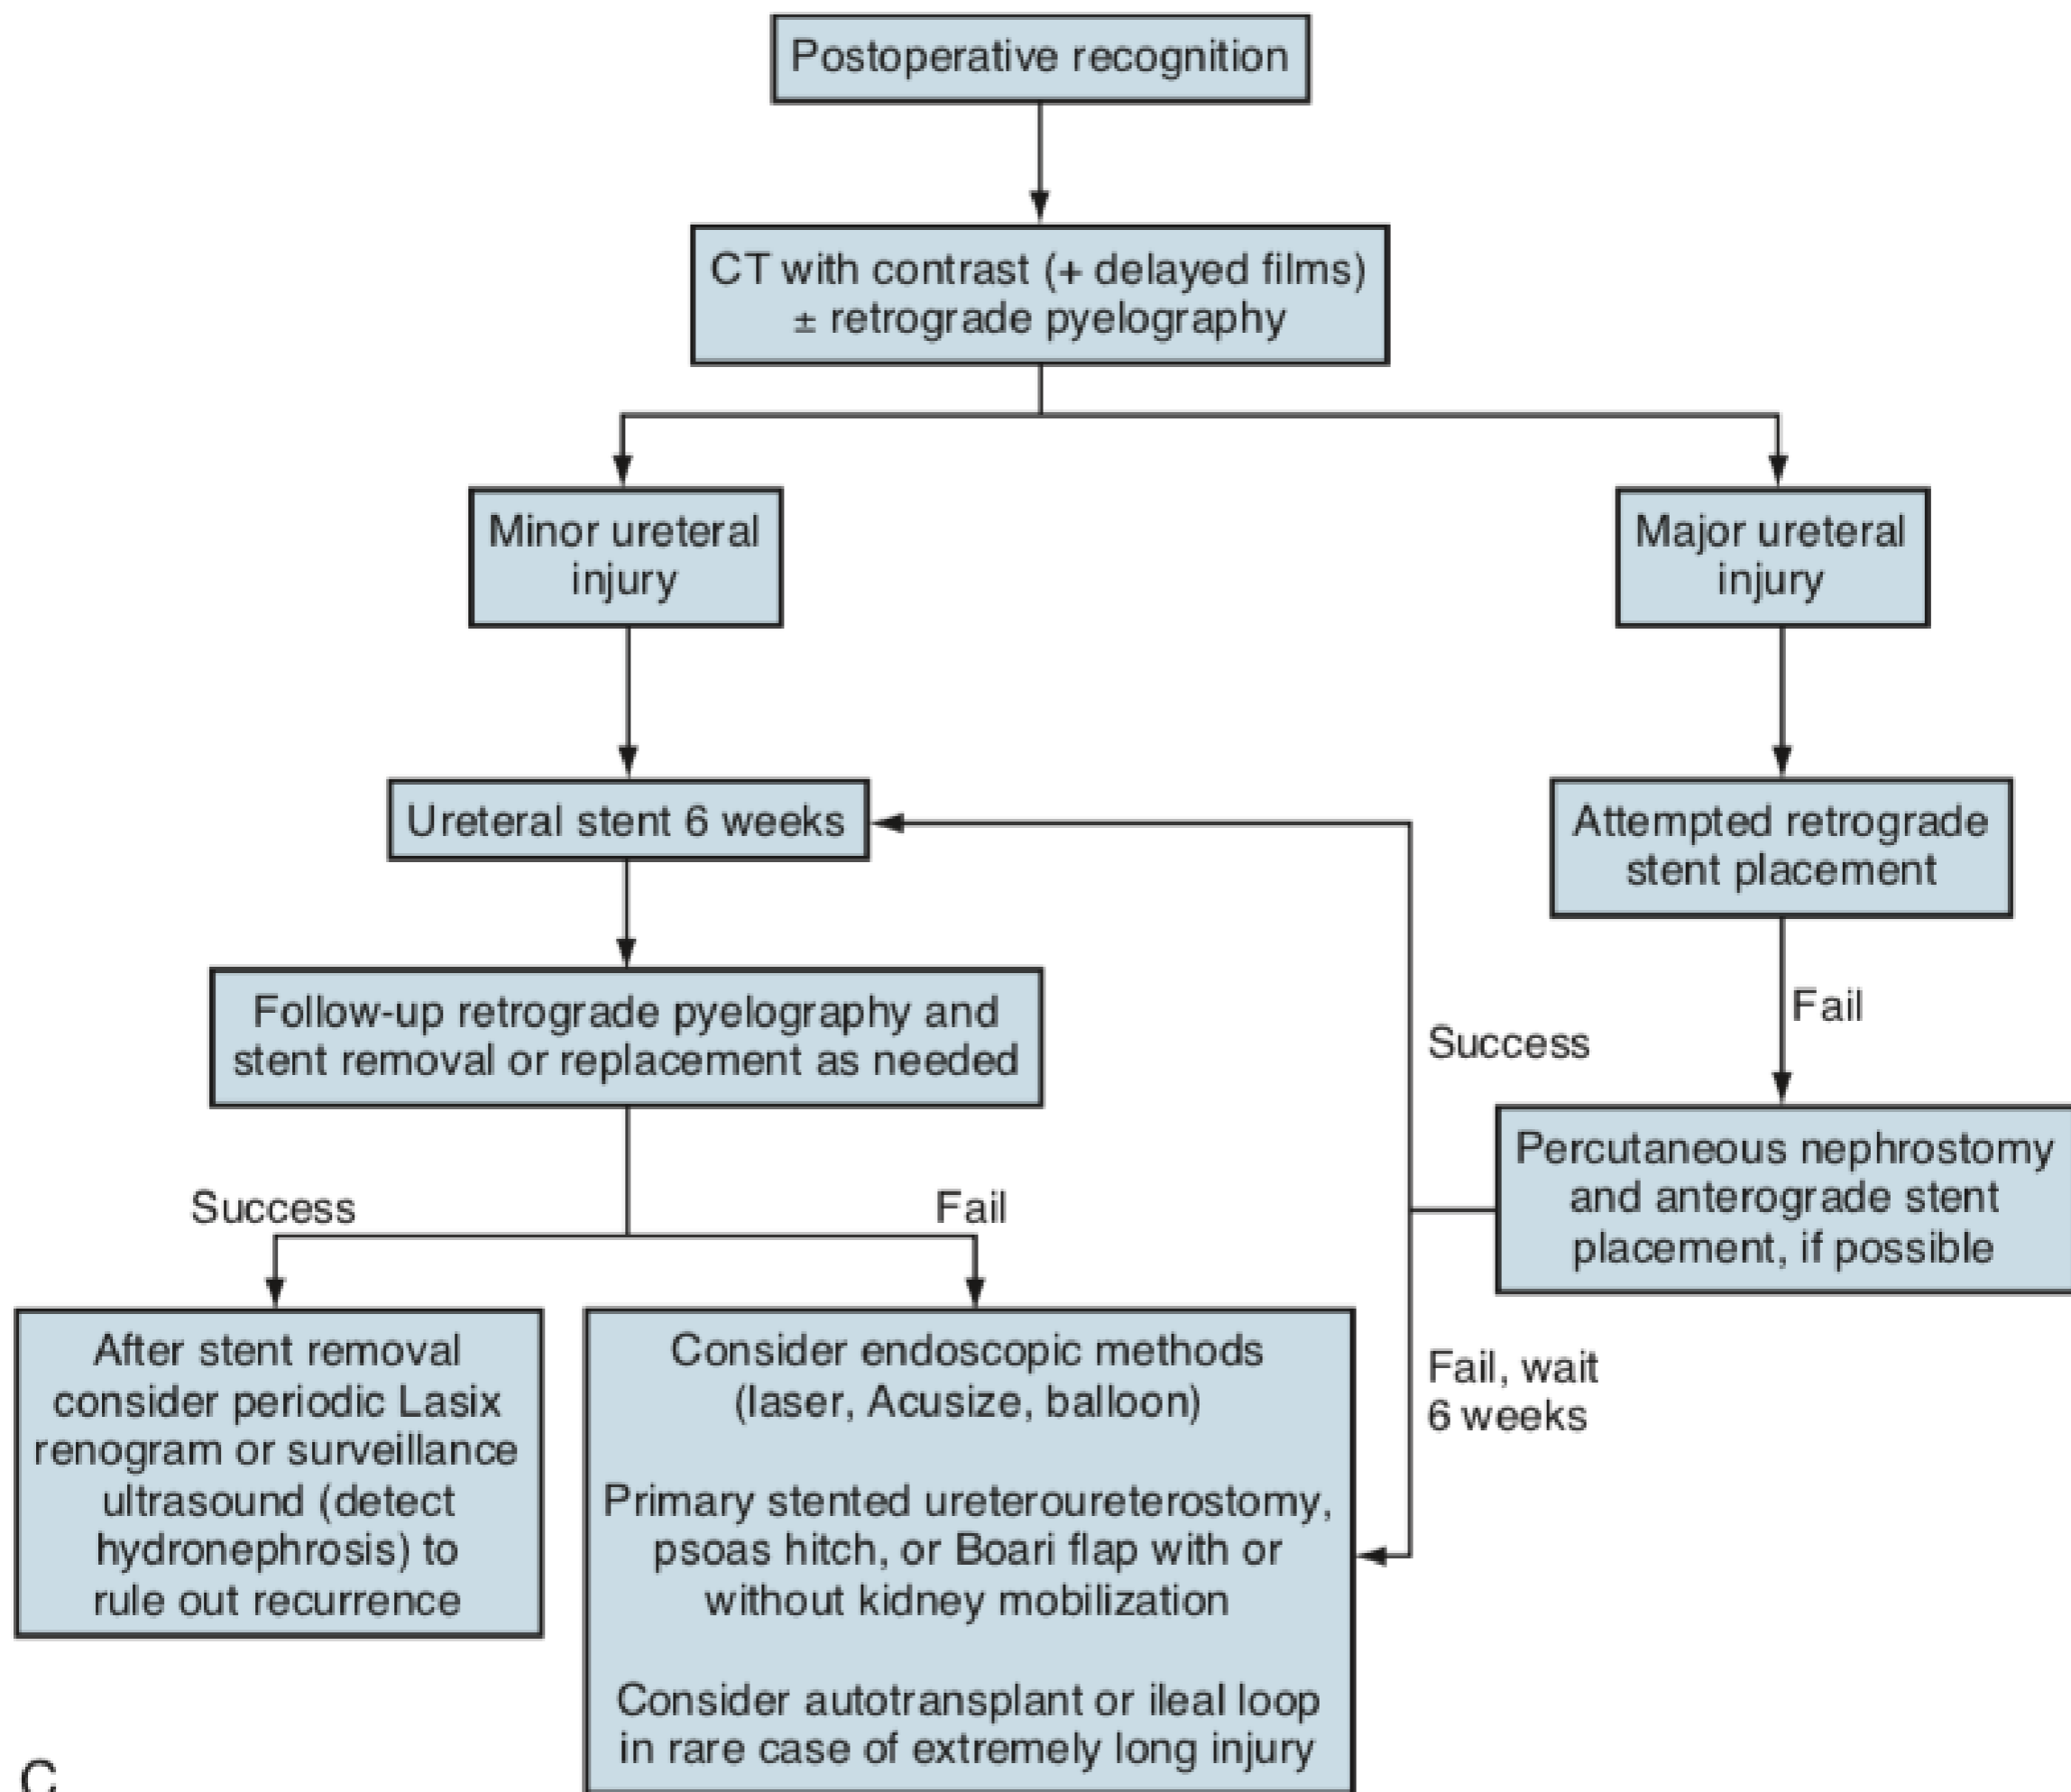 Postoperative recognition
CT with contrast (+ delayed films)
± retrograde pyelography
Minor ureteral
injury
Major ureteral
injury
Ureteral stent 6 weeks
Attempted retrograde
stent placement
Follow-up retrograde pyelography and
stent removal or replacement as needed
Fail
Success
Percutaneous nephrostomy
and anterograde stent
placement, if possible
Success
Fail
After stent removal
consider periodic Lasix
renogram or surveillance
ultrasound (detect
hydronephrosis) to
rule out recurrence
Consider endoscopic methods
(laser, Acusize, balloon)
Primary stented ureteroureterostomy,
psoas hitch, or Boari flap with or
without kidney mobilization
Consider autotransplant or ileal loop
in rare case of extremely long injury
Fail, wait
6 weeks
C